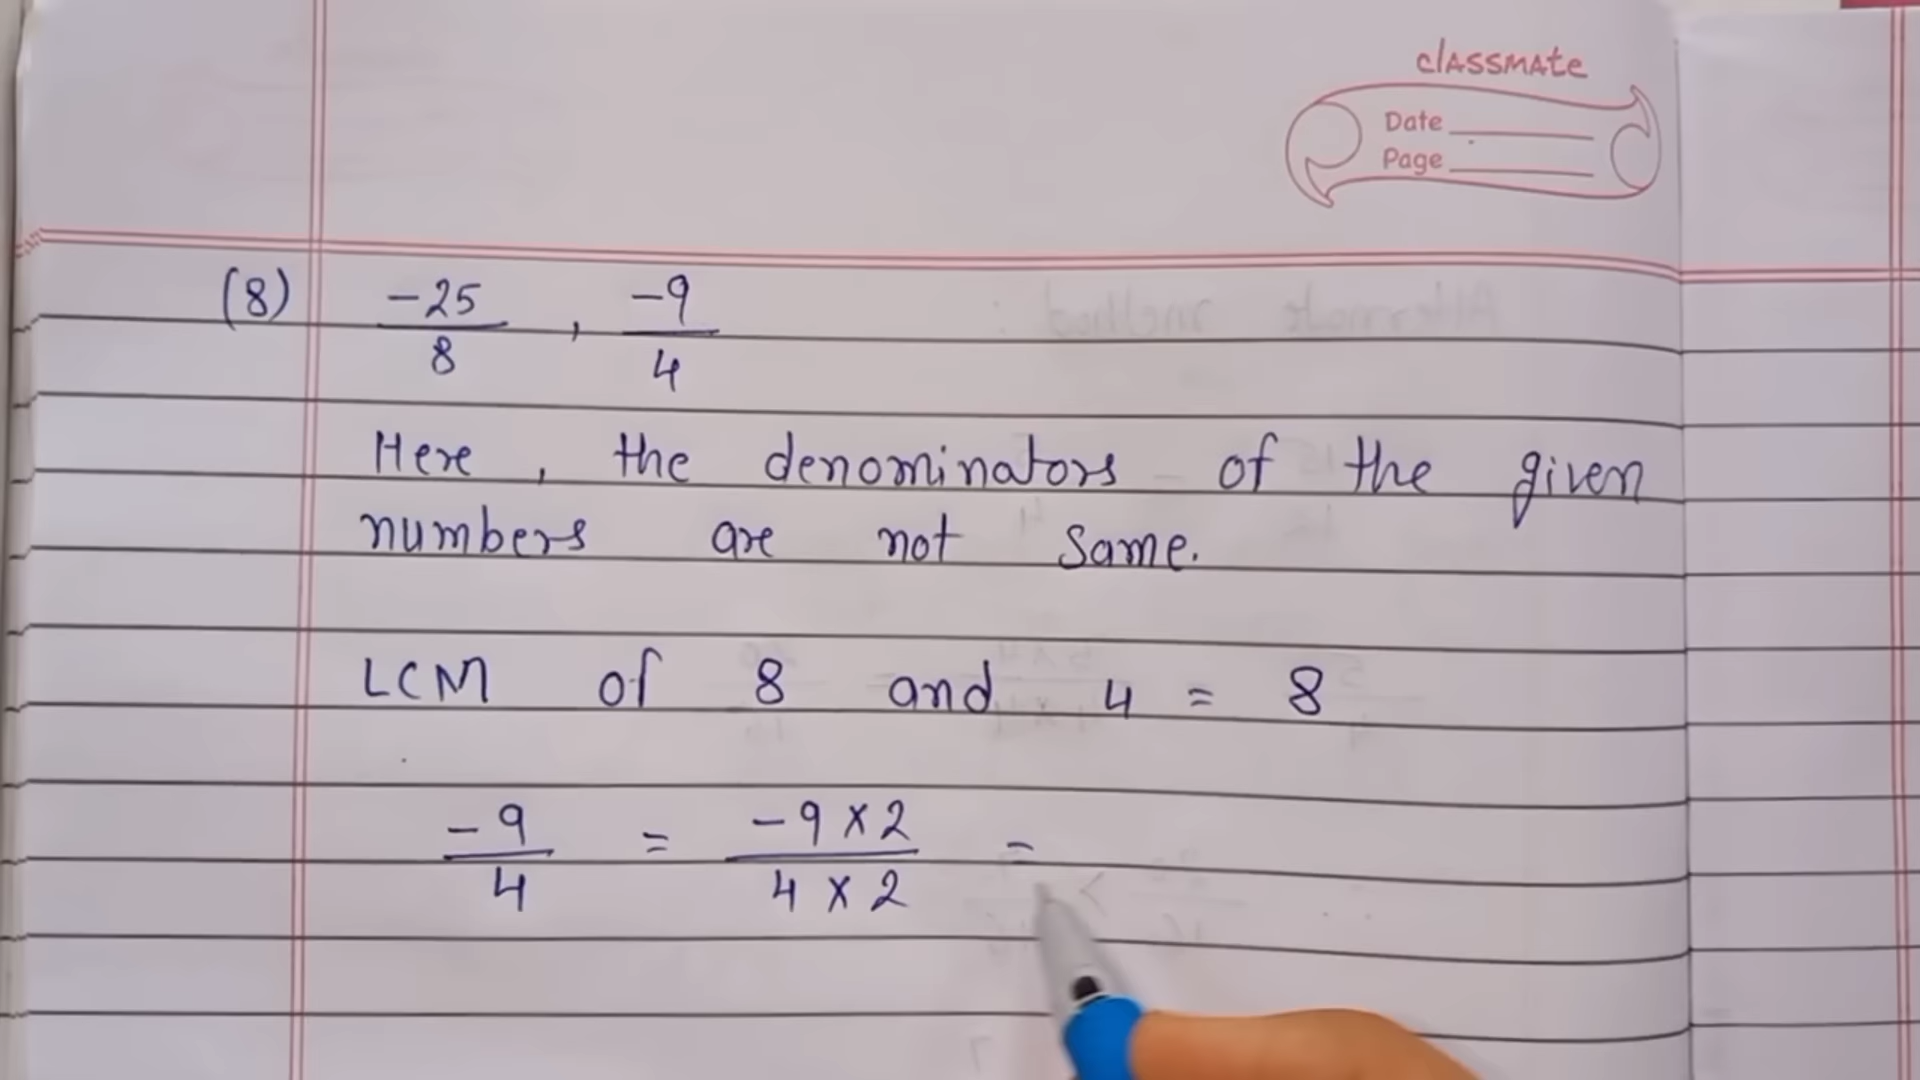 classmate
Date
Page
(8) -25/8 , -9/4
Here, the denominators of the given
numbers are not same.
LCM of 8 and 4 = 8
-9/4 = -9×2/4×2 =